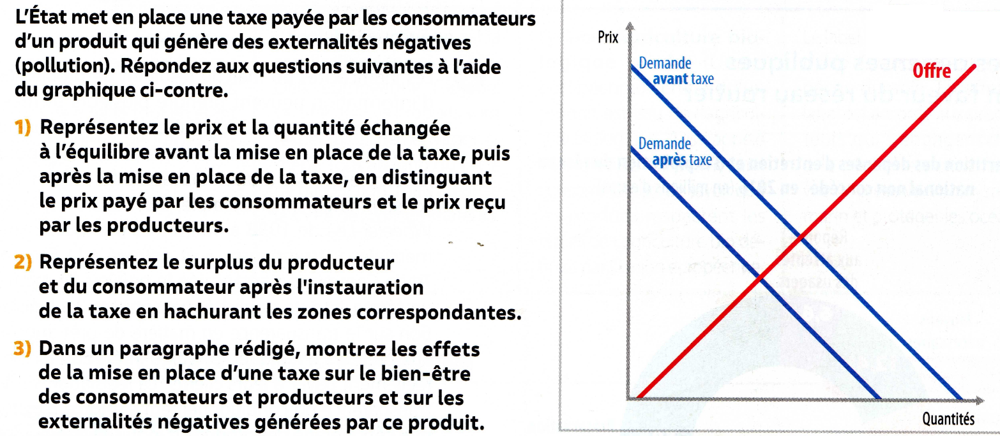 L'État met en place une taxe payée par les consommateurs
d'un produit qui génère des externalités négatives
(pollution). Répondez aux questions suivantes à l'aide
du graphique ci-contre.
1) Représentez le prix et la quantité échangée
à l'équilibre avant la mise en place de la taxe, puis
après la mise en place de la taxe, en distinguant
le prix payé par les consommateurs et le prix reçu
par les producteurs.
2) Représentez le surplus du producteur
et du consommateur après l'instauration
de la taxe en hachurant les zones correspondantes.
3) Dans un paragraphe rédigé, montrez les effets
de la mise en place d'une taxe sur le bien-être
des consommateurs et producteurs et sur les
externalités négatives générées par ce produit.
Prix
Demande
avant taxe
Offre
Demande
après taxe
Quantités